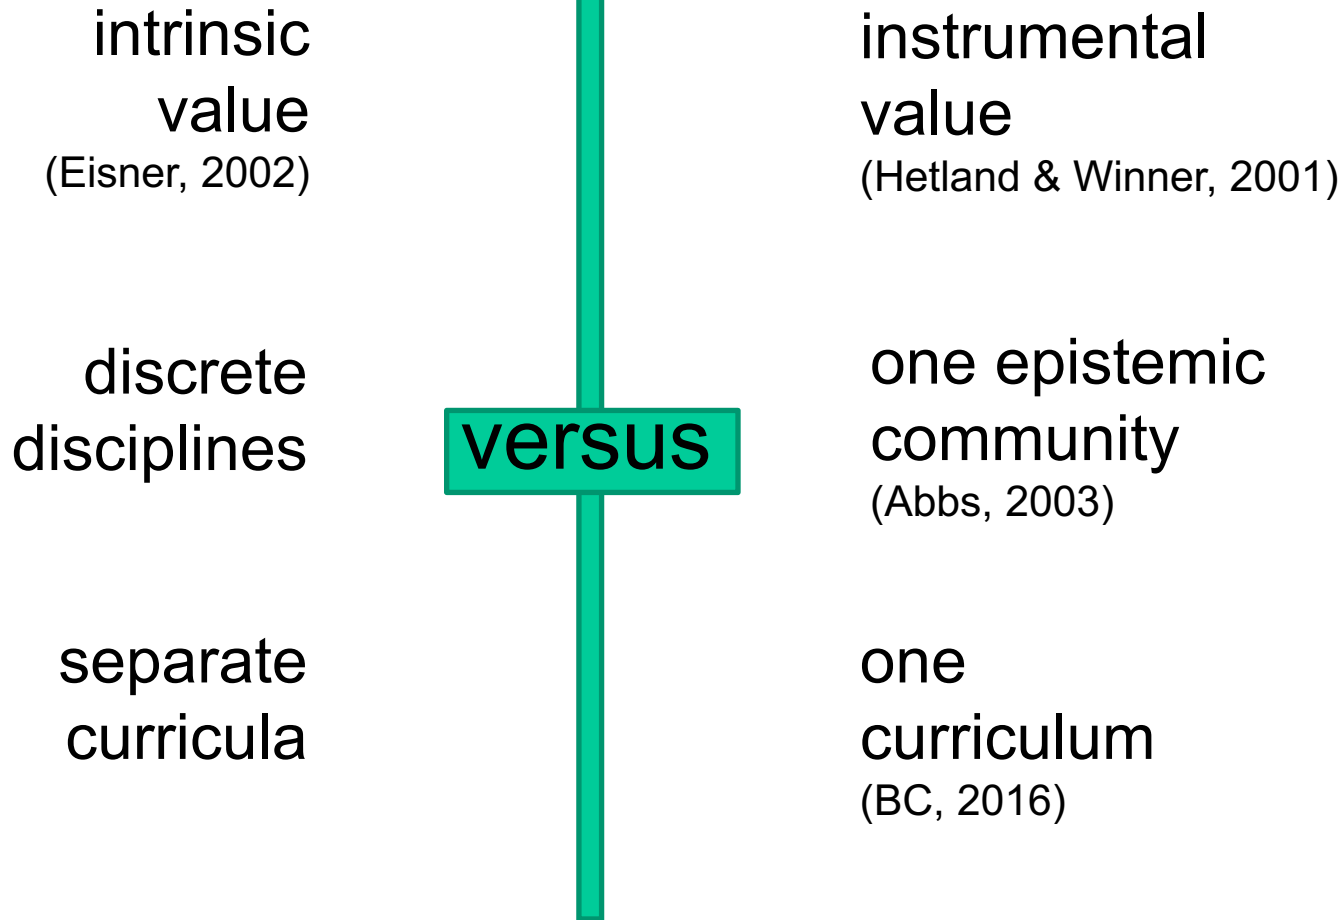 intrinsic
value
(Eisner, 2002)
instrumental
value
(Hetland & Winner, 2001)
discrete
disciplines
versus
one epistemic
community
(Abbs, 2003)
separate
curricula
one
curriculum
(BC, 2016)